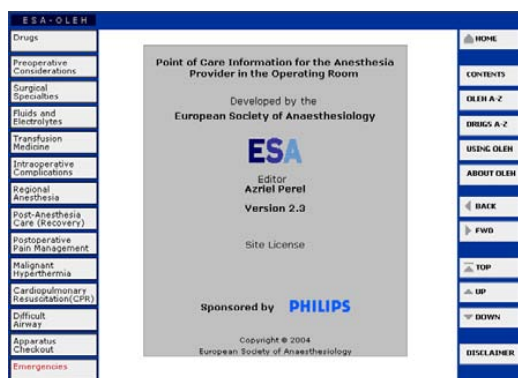 ESA-OLEH
Drugs
Preoperative
Considerations
Surgical
Specialties
Fluids and
Electrolytes
Transfusion
Medicine
Intraoperative
Complications
Regional
Anesthesia
Post-Anesthesia
Care (Recovery)
Postoperative
Pain Management
Malignant
Hyperthermia
Cardiopulmonary
Resuscitation(CPR)
Difficult
Airway
Apparatus
Checkout
Emergencies
Point of Care Information for the Anesthesia
Provider in the Operating Room
Developed by the
European Society of Anaesthesiology
ESA
Editor
Azriel Perel
Version 2.3
Site License
Sponsored by PHILIPS
Copyright © 2004
European Society of Anaesthesiology
HOME
CONTENTS
OLEH A-Z
DRUGS A-Z
USING OLEH
ABOUT OLEH
BACK
FWD
TOP
UP
DOWN
DISCLAIMER